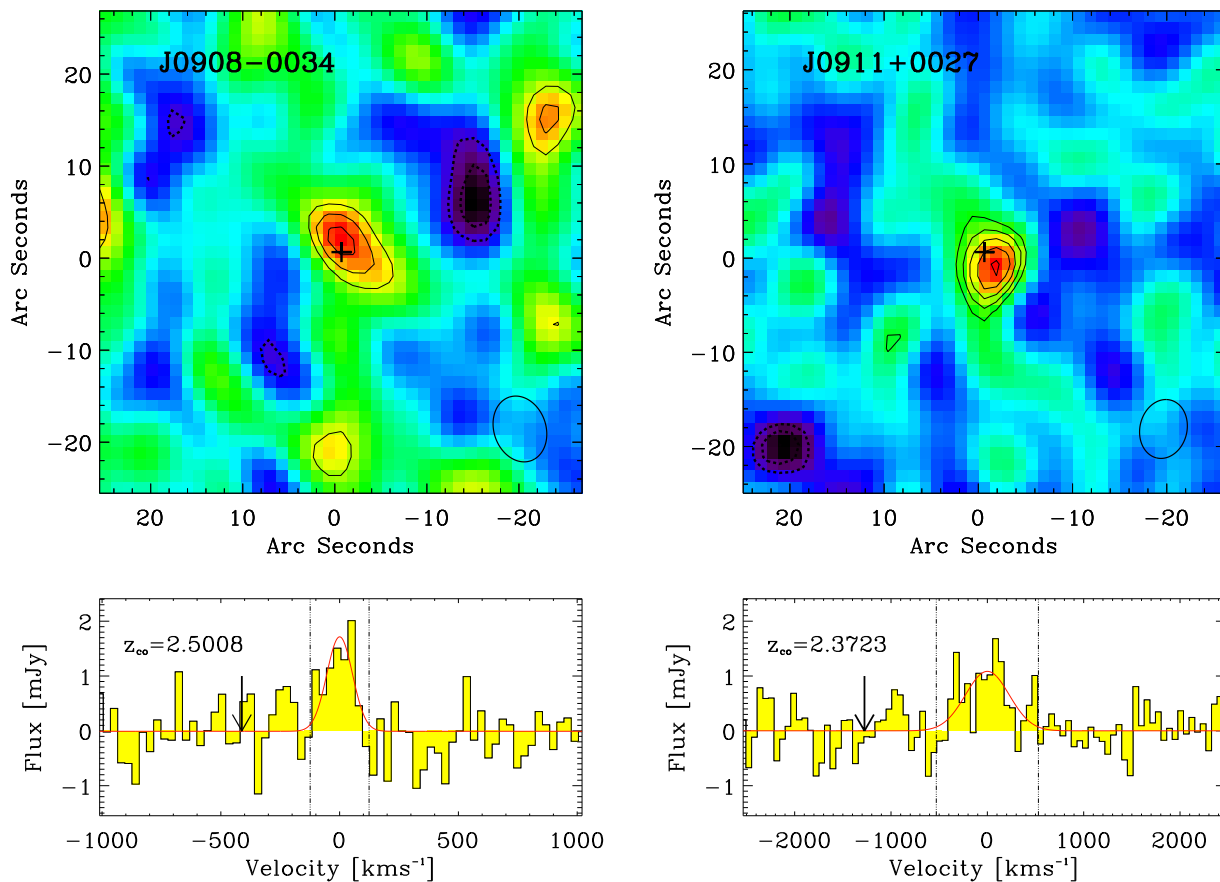 J0908−0034
20
10
0
−10
−20
Arc Seconds
20 10 0 −10 −20
Arc Seconds
J0911+0027
20
10
0
−10
−20
Arc Seconds
20 10 0 −10 −20
Arc Seconds
z_co=2.5008
2
1
0
−1
Flux [mJy]
−1000 −500 0 500 1000
Velocity [kms⁻¹]
z_co=2.3723
2
1
0
−1
Flux [mJy]
−2000 −1000 0 1000 2000
Velocity [kms⁻¹]